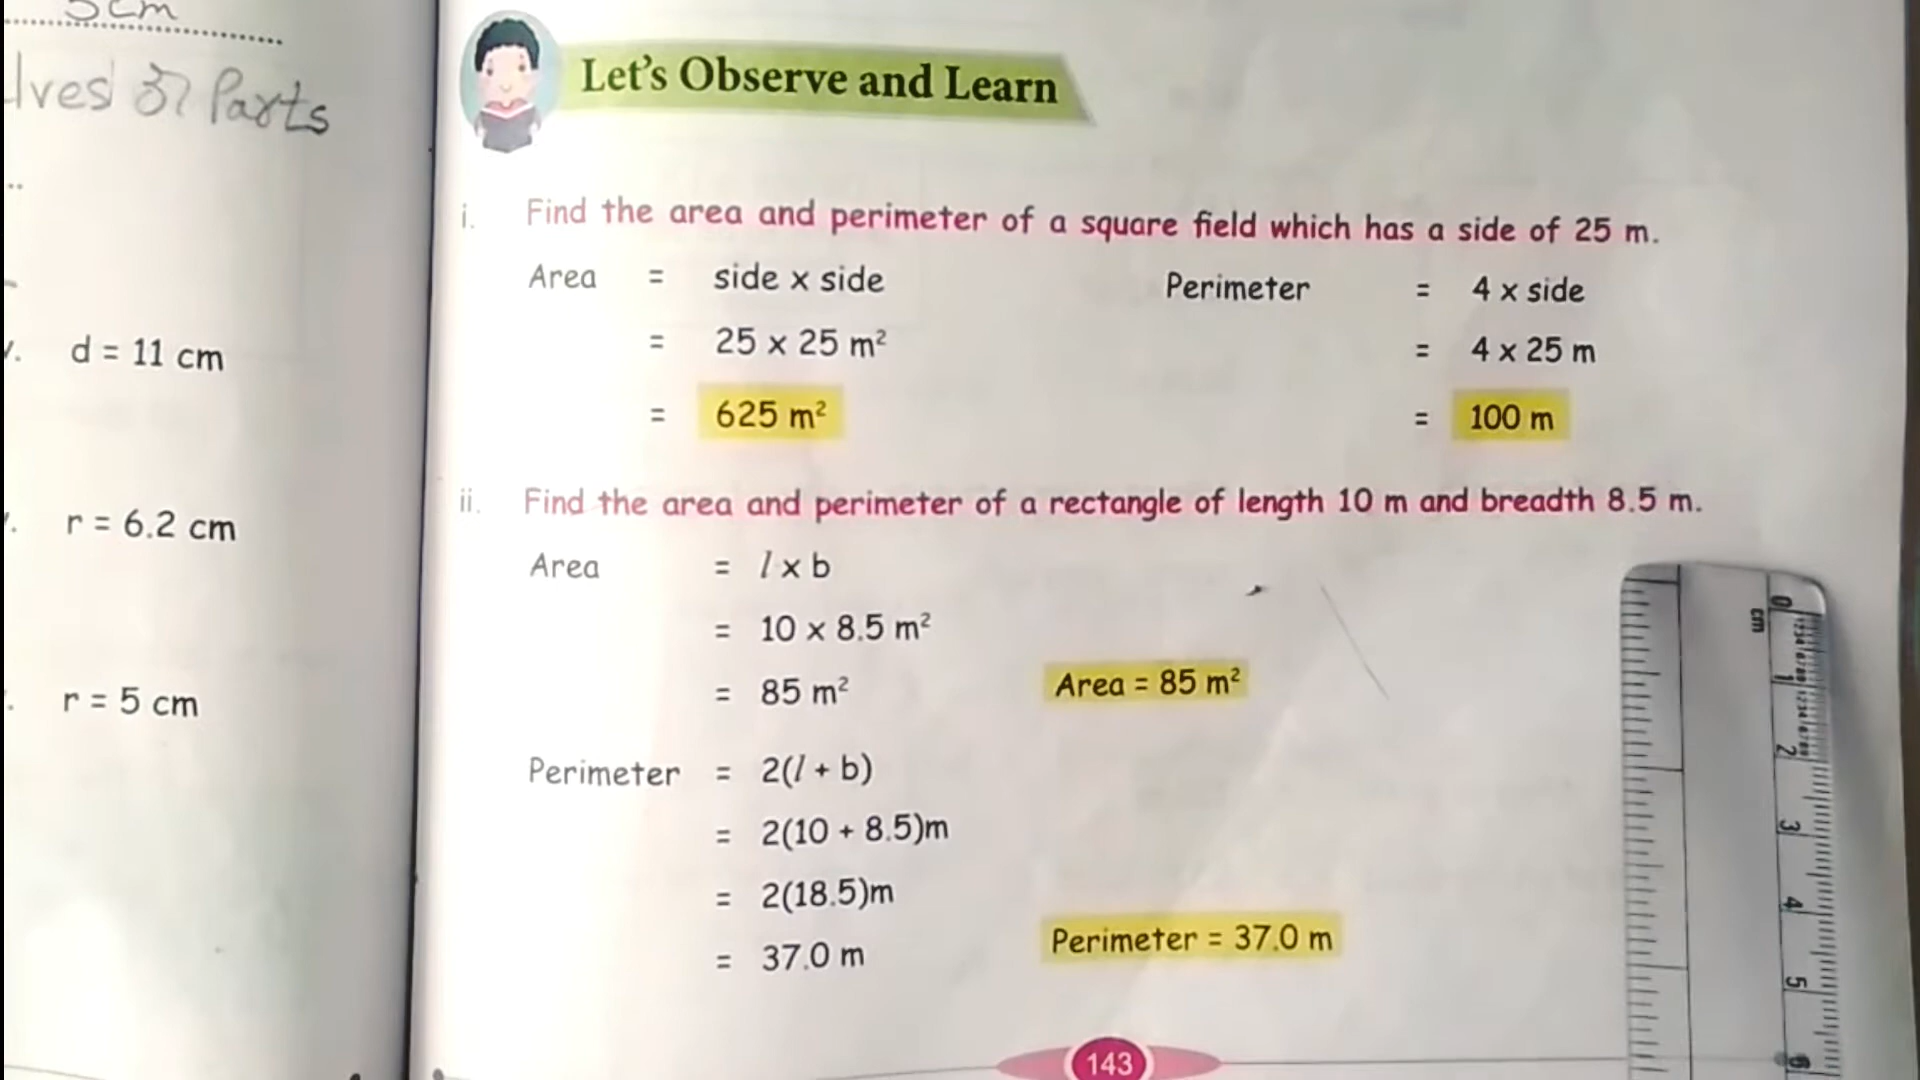 5cm
lves or Parts
d = 11 cm
r = 6.2 cm
r = 5 cm
Let's Observe and Learn
i. Find the area and perimeter of a square field which has a side of 25 m.
Area = side x side Perimeter = 4 x side
= 25 x 25 m² = 4 x 25 m
= 625 m² = 100 m
ii. Find the area and perimeter of a rectangle of length 10 m and breadth 8.5 m.
Area = l x b
= 10 x 8.5 m²
= 85 m² Area = 85 m²
Perimeter = 2(l + b)
= 2(10 + 8.5)m
= 2(18.5)m
= 37.0 m Perimeter = 37.0 m
143
0 cm
1
2
3
4
5
6